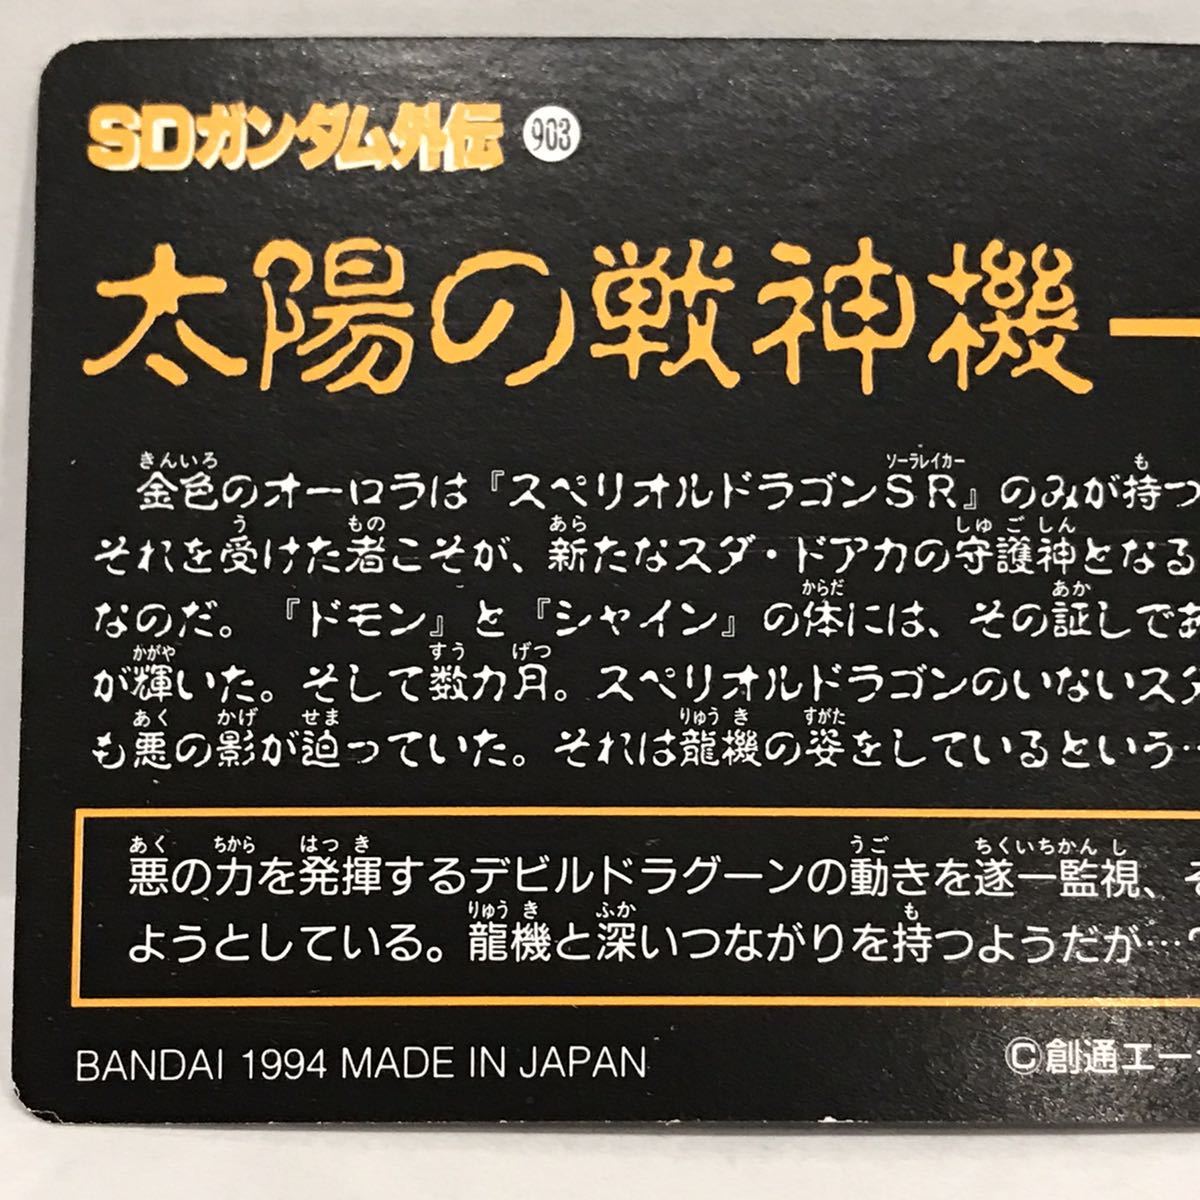 SDガンダム外伝 903
太陽の戦神機
金色のオーロラは『スペリオルドラゴンSR』のみが持つ
それを受けた者こそが、新たなスダ・ドアカの守護神となる
なのだ。『ドモン』と『シャイン』の体には、その証しであ
が輝いた。そして数カ月。スペリオルドラゴンのいないスダ
も悪の影が迫っていた。それは龍機の姿をしているという…
悪の力を発揮するデビルドラグーンの動きを遂一監視、そ
ようとしている。龍機と深いつながりを持つようだが…?
BANDAI 1994 MADE IN JAPAN
©創通エー